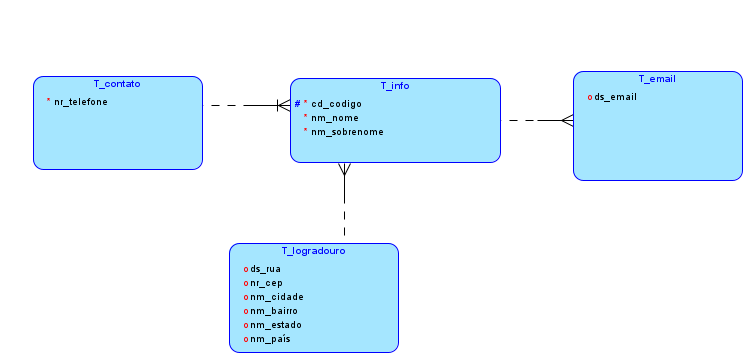 T_contato
* nr_telefone
T_info
# * cd_codigo
* nm_nome
* nm_sobrenome
T_email
o ds_email
T_logradouro
o ds_rua
o nr_cep
o nm_cidade
o nm_bairro
o nm_estado
o nm_país